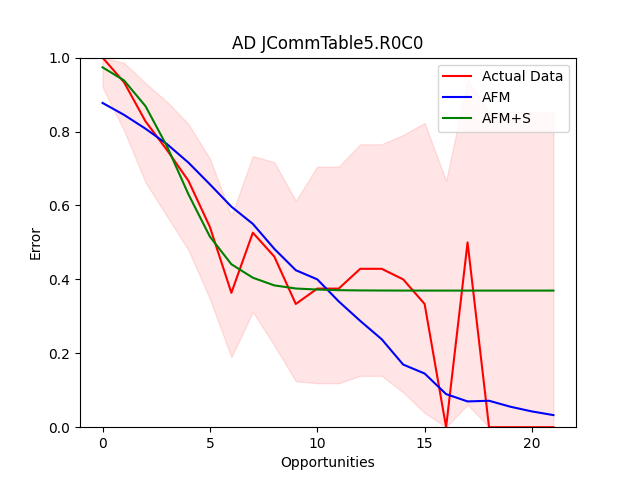 AD JCommTable5.R0C0
Actual Data
AFM
AFM+S
Error
1.0
0.8
0.6
0.4
0.2
0.0
0 5 10 15 20
Opportunities